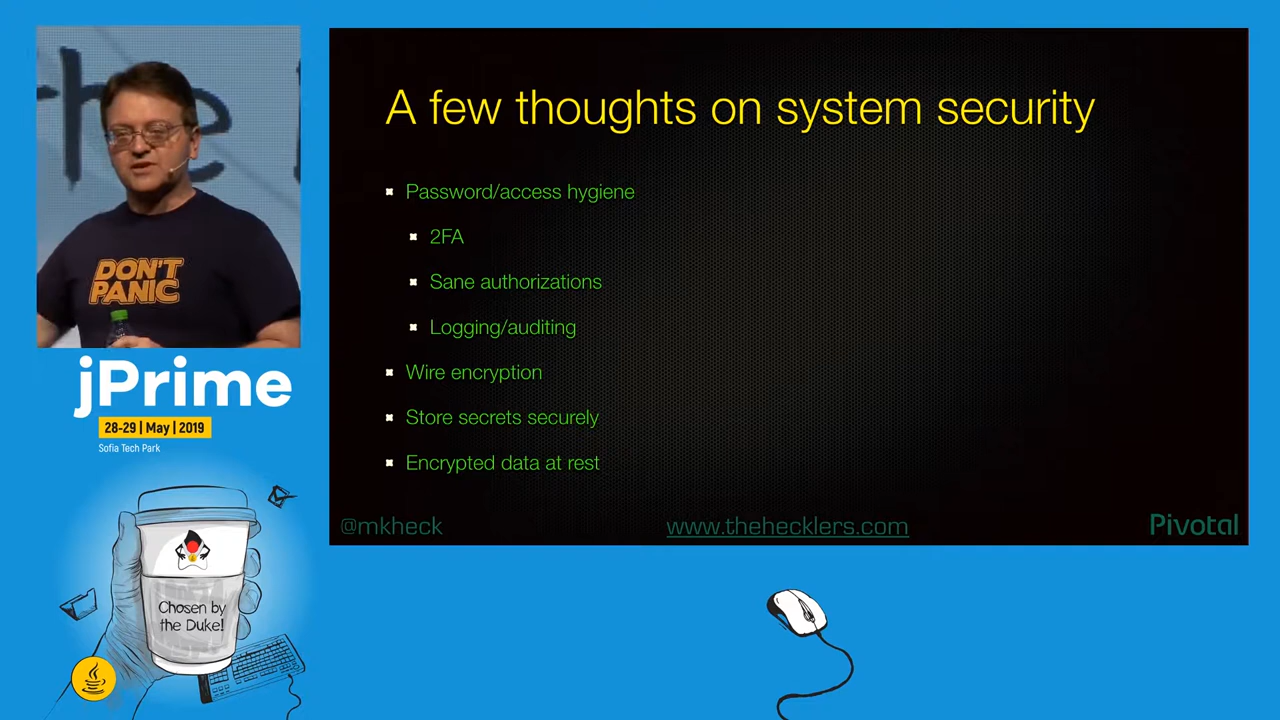 the
DON'T
PANIC
jPrime
28-29 | May | 2019
Sofia Tech Park
Chosen by
the Duke!
A few thoughts on system security
Password/access hygiene
2FA
Sane authorizations
Logging/auditing
Wire encryption
Store secrets securely
Encrypted data at rest
@mkheck
www.thehecklers.com
Pivotal